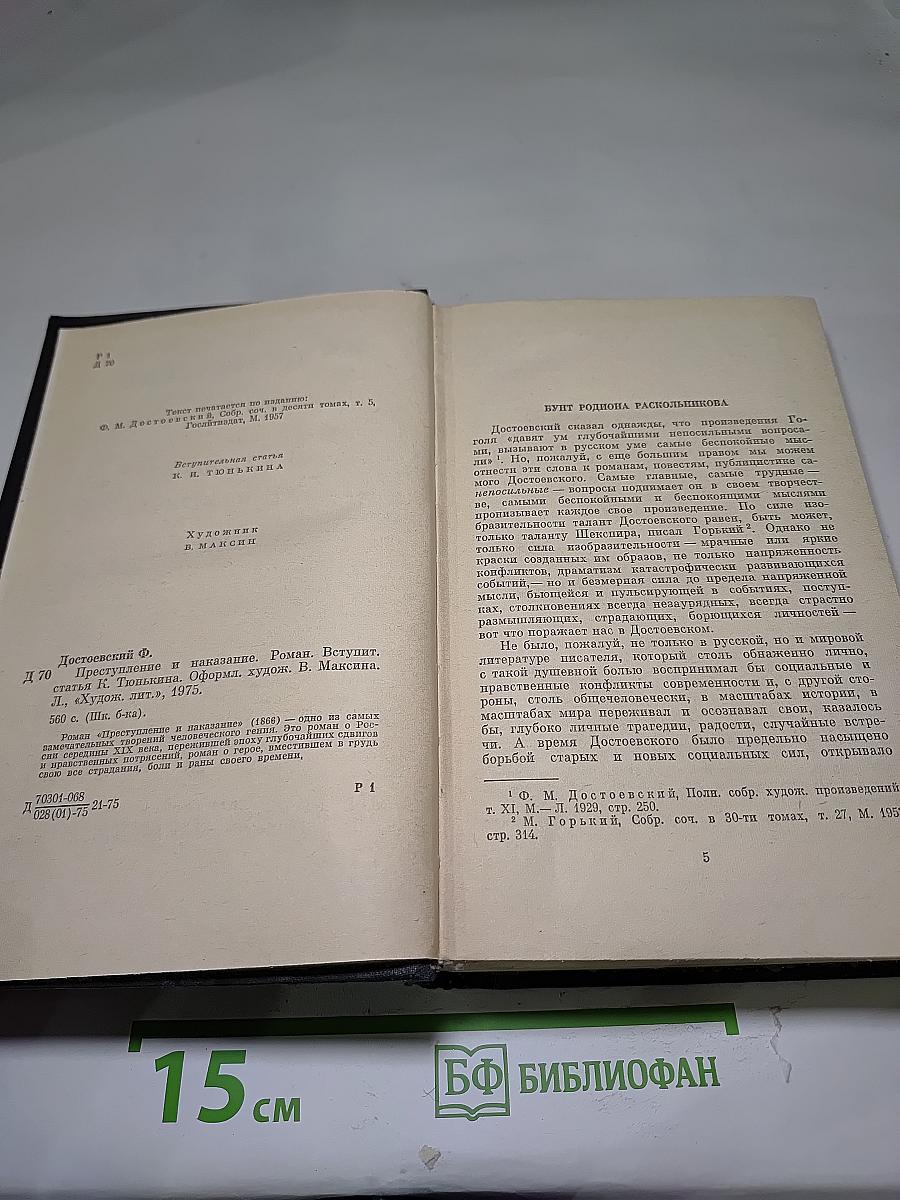 Р 1
Д 70
Текст печатается по изданию:
Ф. М. Достоевский, Собр. соч. в десяти томах, т. 5,
Гослитиздат, М. 1957
Вступительная статья
К. И. ТЮНЬКИНА
Художник
В. МАКСИН
Достоевский Ф.
Д 70 Преступление и наказание. Роман. Вступит.
статья К. Тюнькина. Оформл. худож. В. Максина.
Л., «Худож. лит.», 1975.
560 с. (Шк. б-ка).
Роман «Преступление и наказание» (1866) — одно из самых
замечательных творений человеческого гения. Это роман о Рос-
сии середины XIX века, пережившей эпоху глубочайших сдвигов
и нравственных потрясений, роман о герое, вместившем в грудь
свою все страдания, боли и раны своего времени,
Д 70301-068
028(01)-75 21-75
Р 1
БУНТ РОДИОНА РАСКОЛЬНИКОВА
Достоевский сказал однажды, что произведения Го-
голя «давят ум глубочайшими непосильными вопроса-
ми, вызывают в русском уме самые беспокойные мыс-
ли» 1. Но, пожалуй, с еще большим правом мы можем
отнести эти слова к романам, повестям, публицистике са-
мого Достоевского. Самые главные, самые трудные —
непосильные — вопросы поднимает он в своем творчест-
ве, самыми беспокойными и беспокоящими мыслями
пронизывает каждое свое произведение. По силе изо-
бразительности талант Достоевского равен, быть может,
только таланту Шекспира, писал Горький 2. Однако не
только сила изобразительности — мрачные или яркие
краски созданных им образов, не только напряженность
конфликтов, драматизм катастрофически развивающихся
событий,— но и безмерная сила до предела напряженной
мысли, бьющейся и пульсирующей в событиях, поступ-
ках, столкновениях всегда незаурядных, всегда страстно
размышляющих, страдающих, борющихся личностей —
вот что поражает нас в Достоевском.
Не было, пожалуй, не только в русской, но и мировой
литературе писателя, который столь обнаженно лично,
с такой душевной болью воспринимал бы социальные и
нравственные конфликты современности и, с другой сто-
роны, столь общечеловечески, в масштабах истории, в
масштабах мира переживал и осознавал свои, казалось
бы, глубоко личные трагедии, радости, случайные встре-
чи. А время Достоевского было предельно насыщено
борьбой старых и новых социальных сил, открывало
1 Ф. М. Достоевский, Полн. собр. худож. произведений,
т. XI, М.— Л. 1929, стр. 250.
2 М. Горький, Собр. соч. в 30-ти томах, т. 27, М. 195
стр. 314.
5
15 см
БФ БИБЛИОФАН